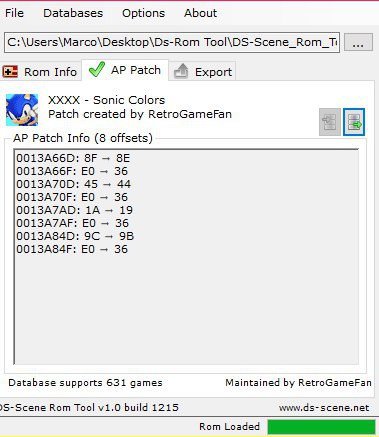 File Databases Options About
C:\Users\Marco\Desktop\Ds-Rom Tool\DS-Scene_Rom_To ...
Rom Info AP Patch Export
XXXX - Sonic Colors
Patch created by RetroGameFan
AP Patch Info (8 offsets)
0013A66D: 8F → 8E
0013A66F: E0 → 36
0013A70D: 45 → 44
0013A70F: E0 → 36
0013A7AD: 1A → 19
0013A7AF: E0 → 36
0013A84D: 9C → 9B
0013A84F: E0 → 36
Database supports 631 games Maintained by RetroGameFan
DS-Scene Rom Tool v1.0 build 1215 www.ds-scene.net
Rom Loaded